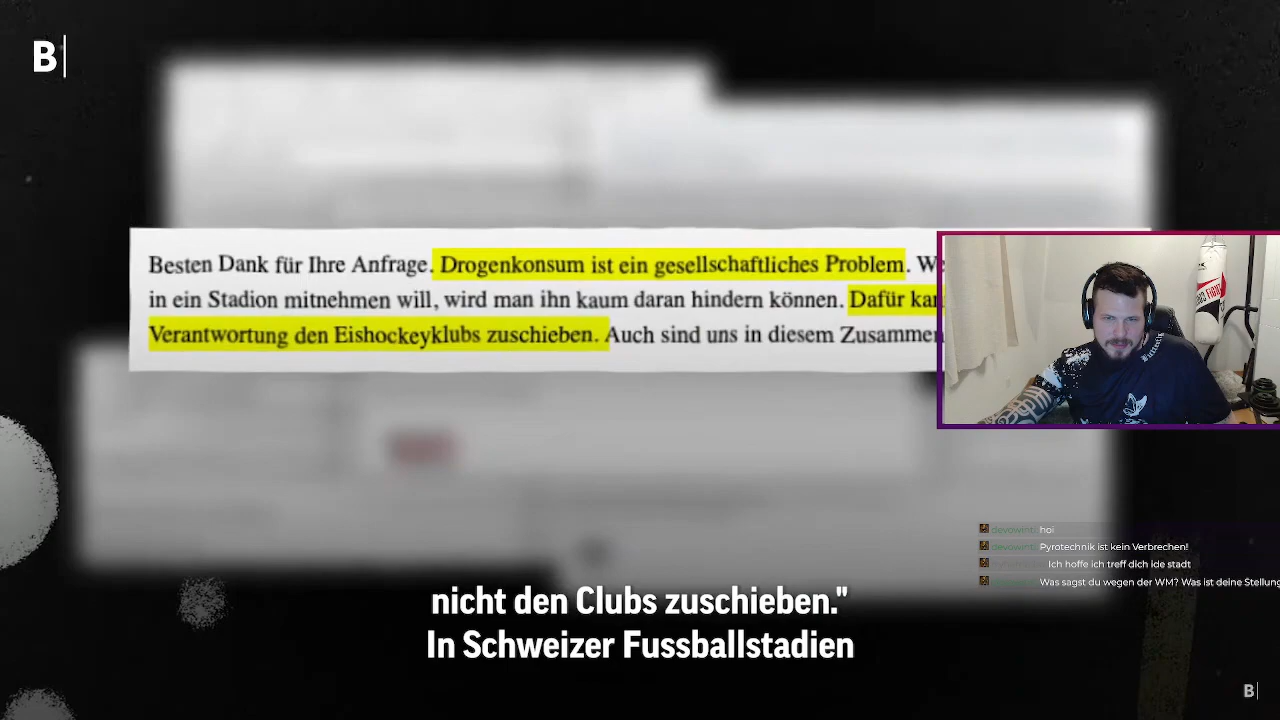 B|
Besten Dank für Ihre Anfrage. Drogenkonsum ist ein gesellschaftliches Problem.
in ein Stadion mitnehmen will, wird man ihn kaum daran hindern können. Dafür
Verantwortung den Eishockeyklubs zuschieben. Auch sind uns in diesem
hoi
Pyrotechnik ist kein Verbrechen!
Ich hoffe ich treff dich ide stadt
Was sagst du wegen der WM? Was ist deine Stellung
nicht den Clubs zuschieben."
In Schweizer Fussballstadien
B|